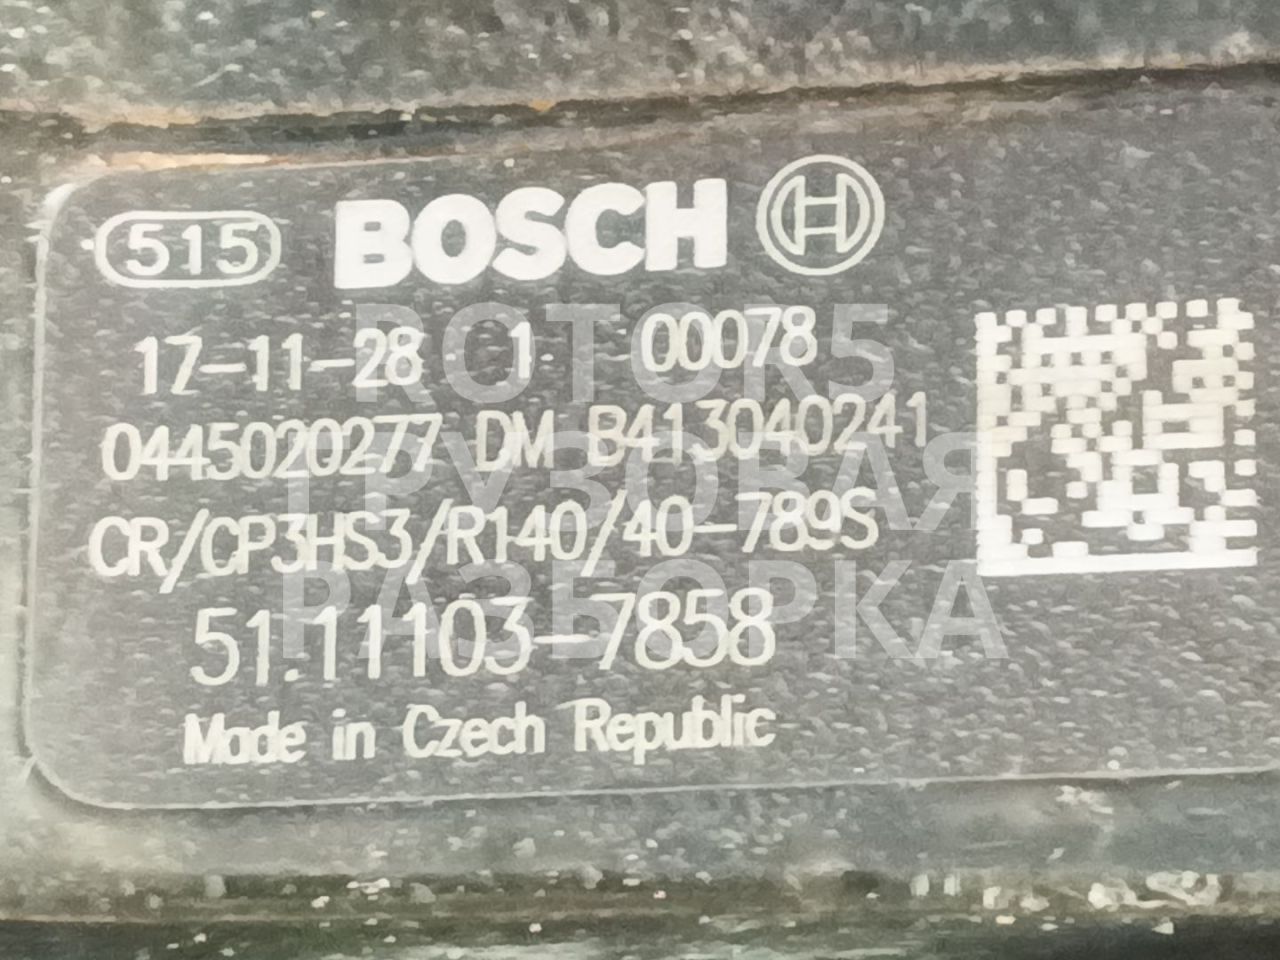 515 BOSCH
17-11-28 1 00078
0445020277 DM B413040241
CR/CP3HS3/R140/40-789S
51.11103-7858
Made in Czech Republic
ROTOR5
ГРУЗОВАЯ
РАЗБОРКА